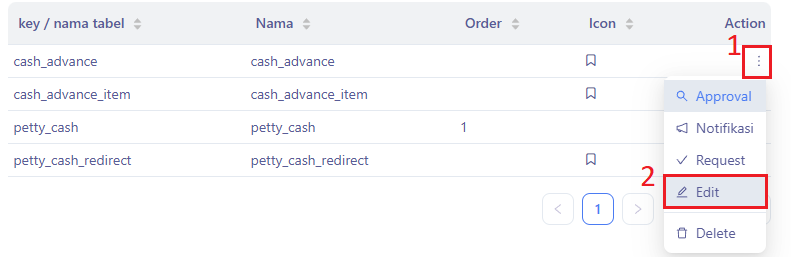 key / nama tabel Nama Order Icon Action
1
cash_advance cash_advance
Approval
cash_advance_item cash_advance_item
petty_cash petty_cash 1 Notifikasi
petty_cash_redirect petty_cash_redirect Request
2 Edit
< 1 >
Delete